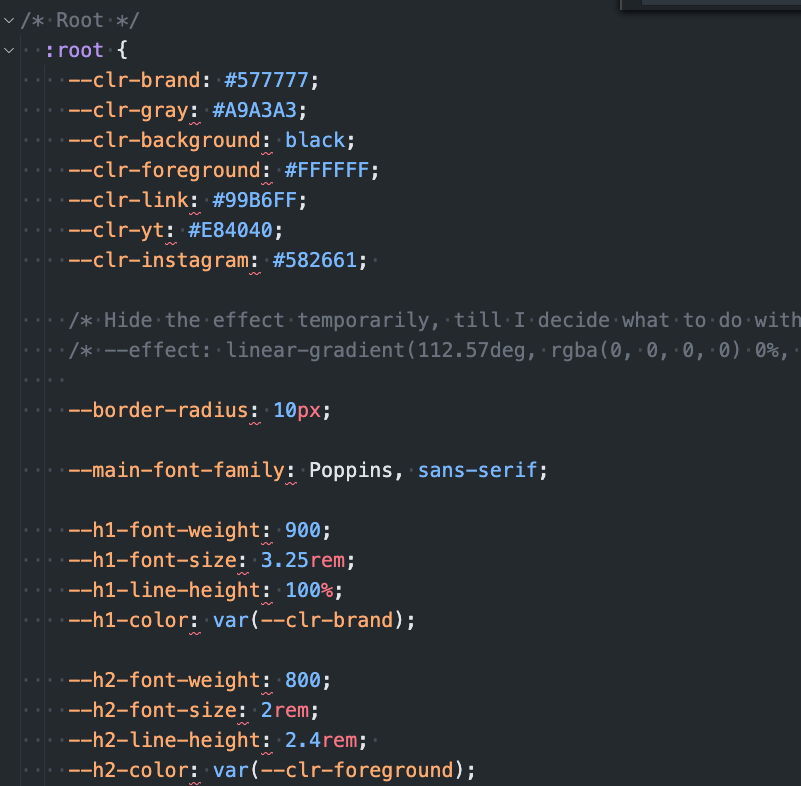 /* Root */
:root {
--clr-brand: #577777;
--clr-gray: #A9A3A3;
--clr-background: black;
--clr-foreground: #FFFFFF;
--clr-link: #99B6FF;
--clr-yt: #E84040;
--clr-instagram: #582661;
/* Hide the effect temporarily, till I decide what to do with
/* --effect: linear-gradient(112.57deg, rgba(0, 0, 0, 0) 0%,
--border-radius: 10px;
--main-font-family: Poppins, sans-serif;
--h1-font-weight: 900;
--h1-font-size: 3.25rem;
--h1-line-height: 100%;
--h1-color: var(--clr-brand);
--h2-font-weight: 800;
--h2-font-size: 2rem;
--h2-line-height: 2.4rem;
--h2-color: var(--clr-foreground);